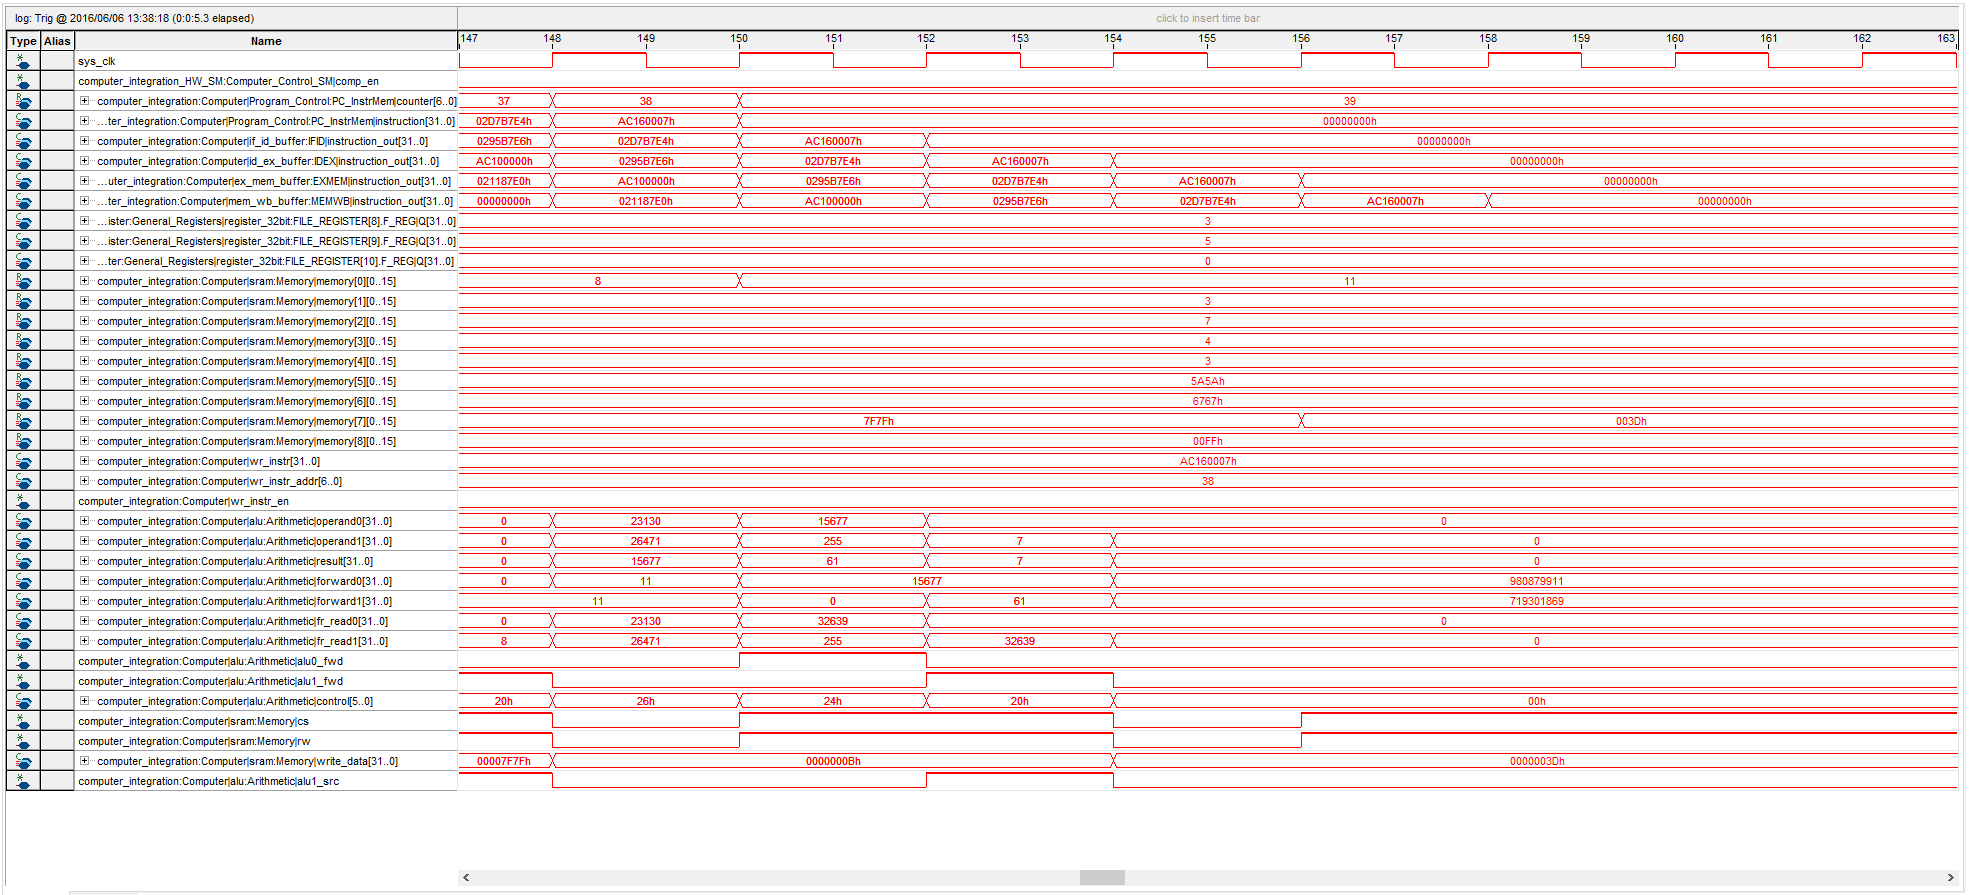 log: Trig @ 2016/06/06 13:38:18 (0:0:5.3 elapsed) click to insert time bar
Type Alias Name 147 148 149 150 151 152 153 154 155 156 157 158 159 160 161 162 163
sys_clk
computer_integration_HW_SM:Computer_Control_SM|comp_en
computer_integration:Computer|Program_Control:PC_InstrMem|counter[6..0] 37 38 39
...ter_integration:Computer|Program_Control:PC_InstrMem|instruction[31..0] 02D7B7E4h AC160007h 00000000h
computer_integration:Computer|if_id_buffer:IFID|instruction_out[31..0] 0295B7E6h 02D7B7E4h AC160007h 00000000h
computer_integration:Computer|id_ex_buffer:IDEX|instruction_out[31..0] AC100000h 0295B7E6h 02D7B7E4h AC160007h 00000000h
...uter_integration:Computer|ex_mem_buffer:EXMEM|instruction_out[31..0] 021187E0h AC100000h 0295B7E6h 02D7B7E4h AC160007h 00000000h
...ter_integration:Computer|mem_wb_buffer:MEMWB|instruction_out[31..0] 00000000h 021187E0h AC100000h 0295B7E6h 02D7B7E4h AC160007h 00000000h
...ister:General_Registers|register_32bit:FILE_REGISTER[8].F_REG|Q[31..0] 3
...ister:General_Registers|register_32bit:FILE_REGISTER[9].F_REG|Q[31..0] 5
...ter:General_Registers|register_32bit:FILE_REGISTER[10].F_REG|Q[31..0] 0
computer_integration:Computer|sram:Memory|memory[0][0..15] 8 11
computer_integration:Computer|sram:Memory|memory[1][0..15] 3
computer_integration:Computer|sram:Memory|memory[2][0..15] 7
computer_integration:Computer|sram:Memory|memory[3][0..15] 4
computer_integration:Computer|sram:Memory|memory[4][0..15] 3
computer_integration:Computer|sram:Memory|memory[5][0..15] 5A5Ah
computer_integration:Computer|sram:Memory|memory[6][0..15] 6767h
computer_integration:Computer|sram:Memory|memory[7][0..15] 7F7Fh 003Dh
computer_integration:Computer|sram:Memory|memory[8][0..15] 00FFh
computer_integration:Computer|wr_instr[31..0] AC160007h
computer_integration:Computer|wr_instr_addr[6..0] 38
computer_integration:Computer|wr_instr_en
computer_integration:Computer|alu:Arithmetic|operand0[31..0] 0 23130 15677 0
computer_integration:Computer|alu:Arithmetic|operand1[31..0] 0 26471 255 7 0
computer_integration:Computer|alu:Arithmetic|result[31..0] 0 15677 61 7 0
computer_integration:Computer|alu:Arithmetic|forward0[31..0] 0 11 15677 980879911
computer_integration:Computer|alu:Arithmetic|forward1[31..0] 11 0 61 719301869
computer_integration:Computer|alu:Arithmetic|fr_read0[31..0] 0 23130 32639 0
computer_integration:Computer|alu:Arithmetic|fr_read1[31..0] 8 26471 255 32639 0
computer_integration:Computer|alu:Arithmetic|alu0_fwd
computer_integration:Computer|alu:Arithmetic|alu1_fwd
computer_integration:Computer|alu:Arithmetic|control[5..0] 20h 26h 24h 20h 00h
computer_integration:Computer|sram:Memory|cs
computer_integration:Computer|sram:Memory|rw
computer_integration:Computer|sram:Memory|write_data[31..0] 00007F7Fh 0000000Bh 0000003Dh
computer_integration:Computer|alu:Arithmetic|alu1_src